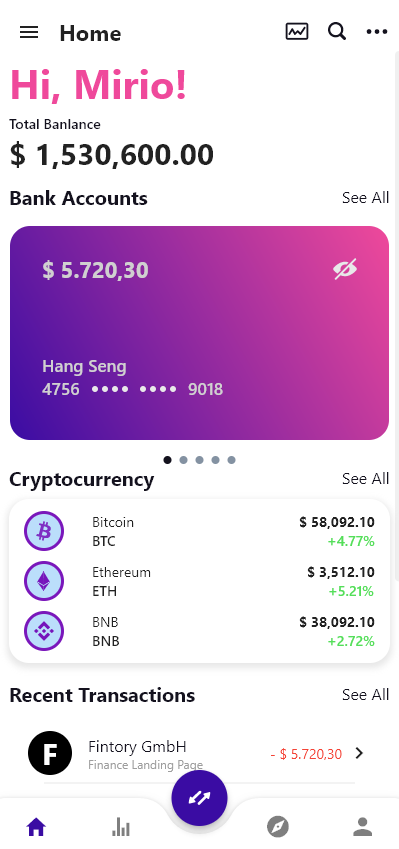 Home
Hi, Mirio!
Total Banlance
$ 1,530,600.00
Bank Accounts See All
$ 5.720,30
Hang Seng
4756 •••• •••• 9018
Cryptocurrency See All
Bitcoin $ 58,092.10
BTC +4.77%
Ethereum $ 3,512.10
ETH +5.21%
BNB $ 38,092.10
BNB +2.72%
Recent Transactions See All
F Fintory GmbH - $ 5.720,30
Finance Landing Page